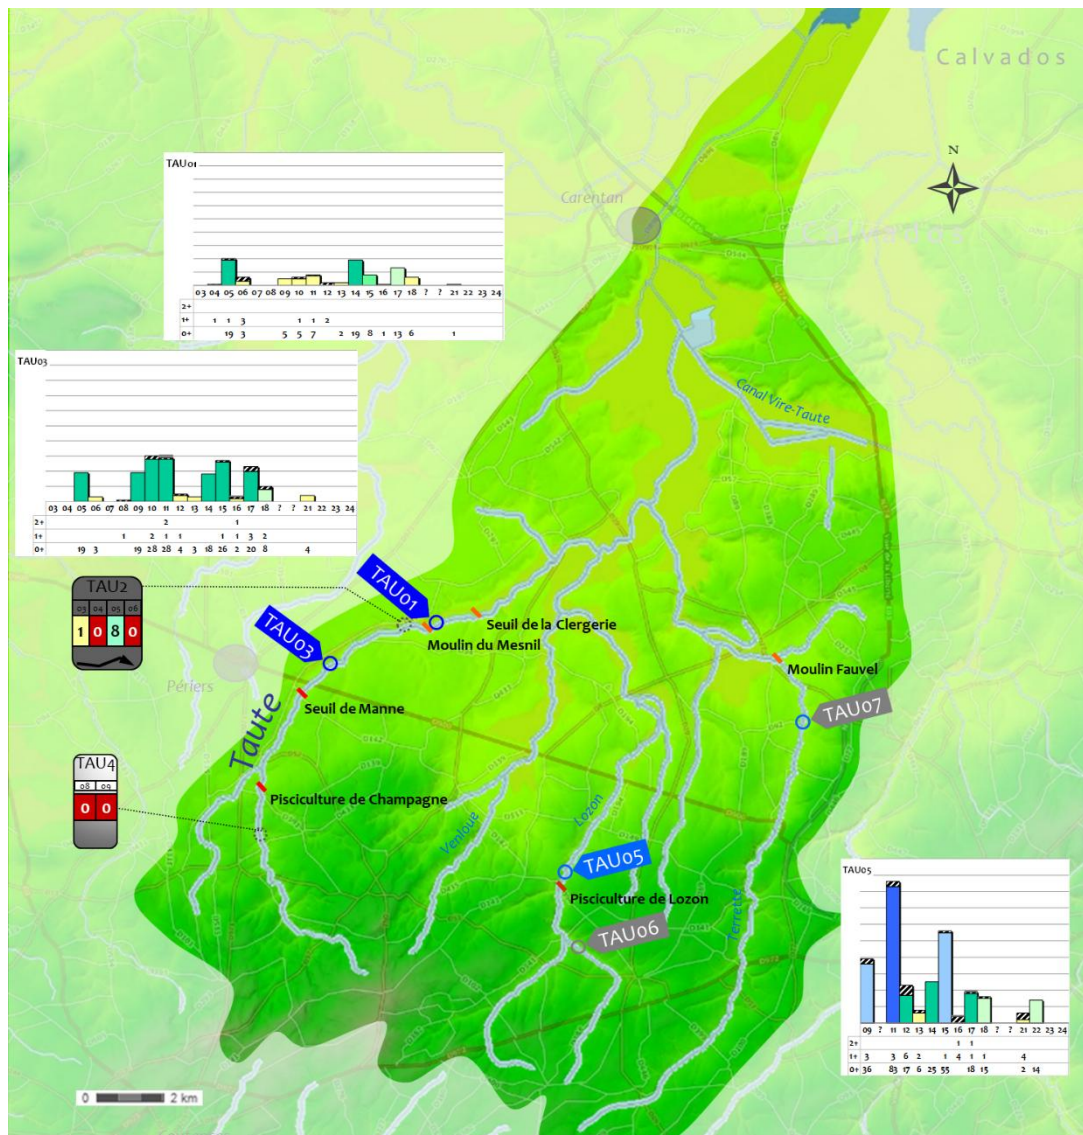 Calvados
N
TAU01
Carentan
Calvados
03 04 05 06 07 08 09 10 11 12 13 14 15 16 17 18 ? ? 21 22 23 24
2+
1+ 1 1 3 1 1 2
0+ 19 3 5 5 7 2 19 8 1 13 6 1
TAU03
03 04 05 06 07 08 09 10 11 12 13 14 15 16 17 18 ? ? 21 22 23 24
2+ 2 1
1+ 1 2 1 1 1 1 3 2
0+ 19 3 19 28 28 4 3 18 26 2 20 8 4
Canal Vire-Taute
TAU2
03 04 05 06
1 0 8 0
TAU01
Seuil de la Clergerie
Moulin du Mesnil
TAU03
Moulin Fauvel
Périers
Seuil de Manne
TAU07
Taute
TAU4
08 09
0 0
Pisciculture de Champagne
Venloue
Lozon
TAU05
Pisciculture de Lozon
Terrette
TAU06
TAU05
09 ? 11 12 13 14 15 16 17 18 ? ? 21 22 23 24
2+ 1 1
1+ 3 3 6 2 1 4 1 1 4
0+ 36 83 17 6 25 55 18 15 2 14
0 2 km